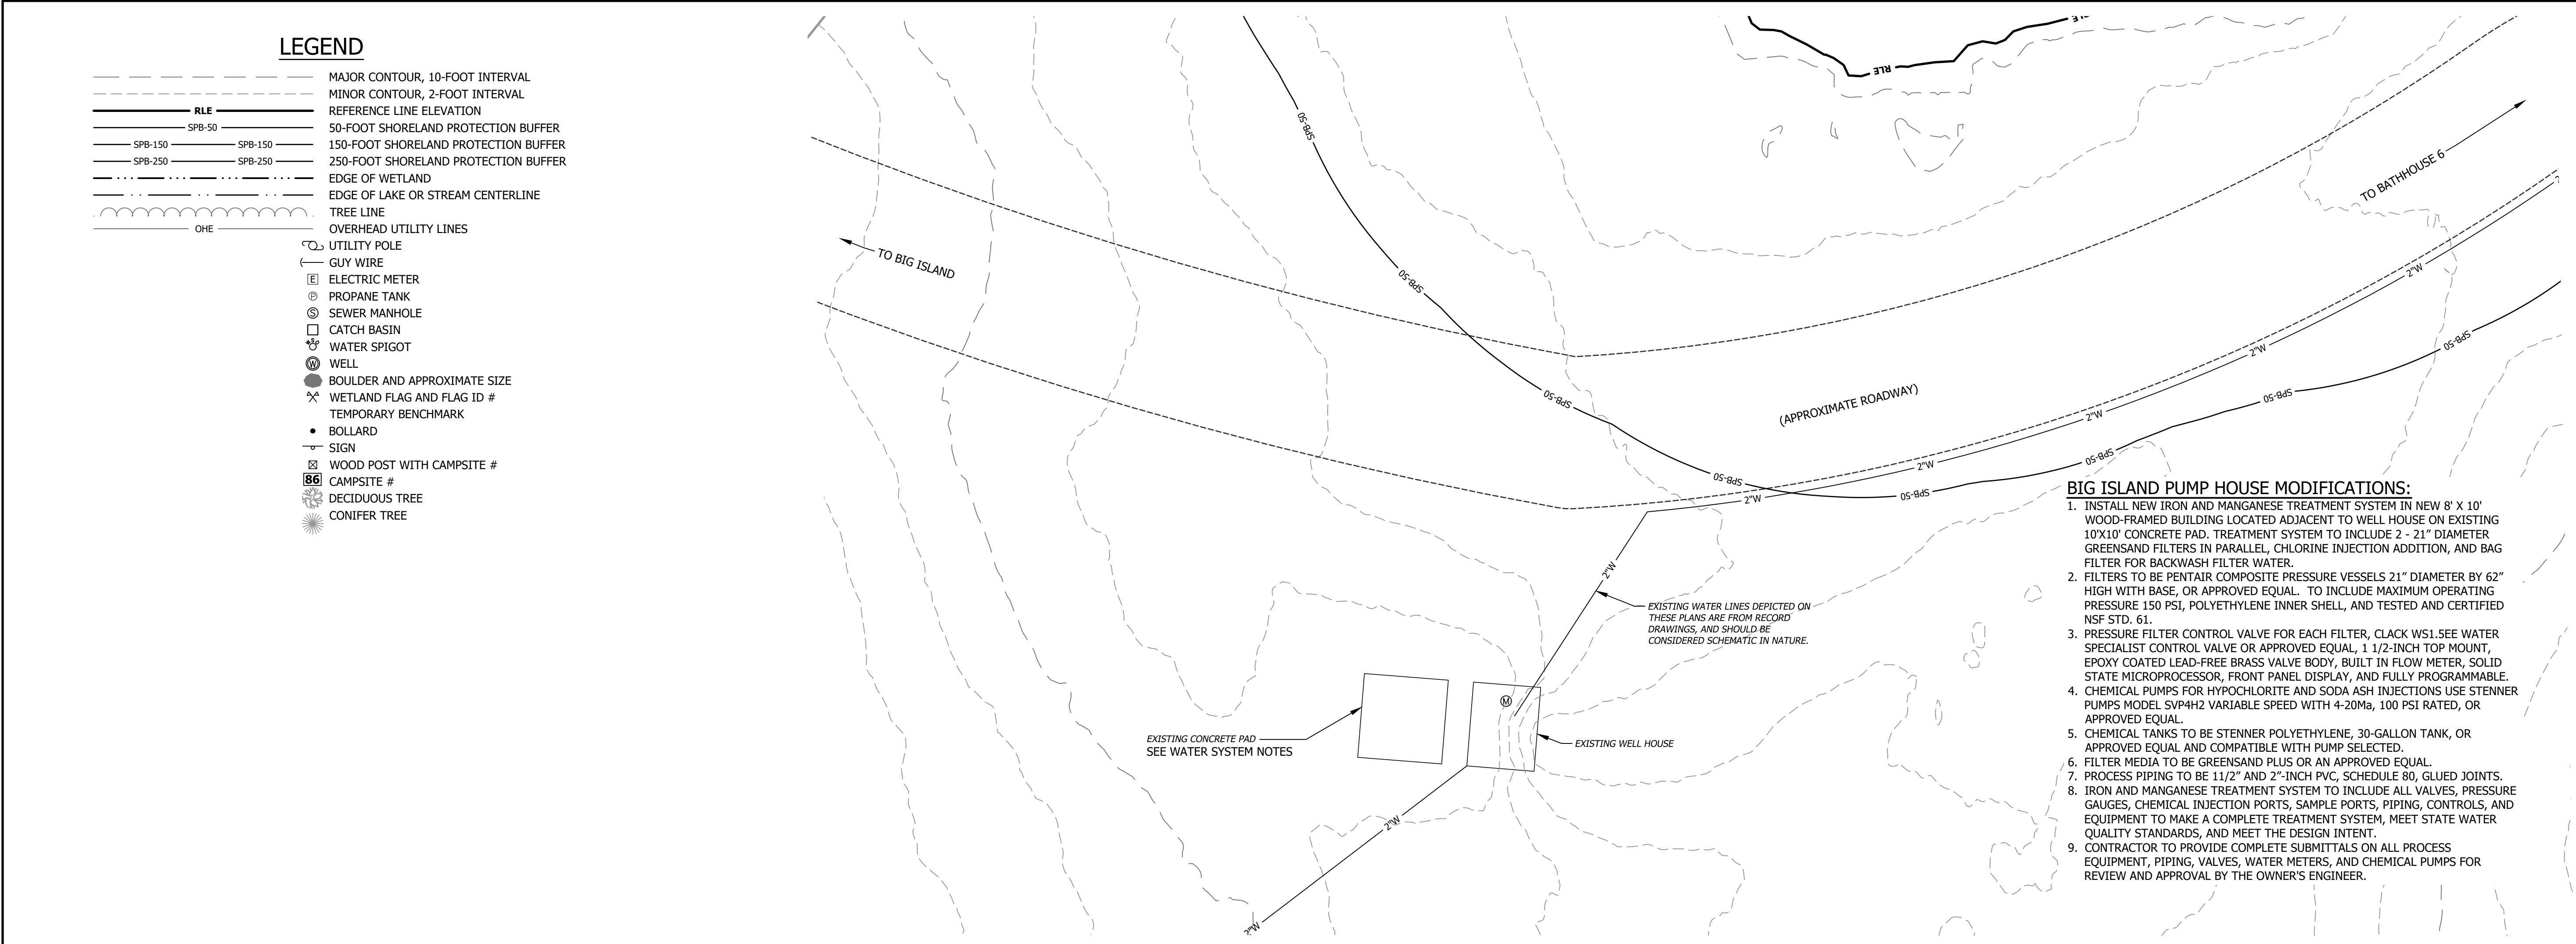 LEGEND
MAJOR CONTOUR, 10-FOOT INTERVAL
MINOR CONTOUR, 2-FOOT INTERVAL
RLE REFERENCE LINE ELEVATION
SPB-50 50-FOOT SHORELAND PROTECTION BUFFER
SPB-150 SPB-150 150-FOOT SHORELAND PROTECTION BUFFER
SPB-250 SPB-250 250-FOOT SHORELAND PROTECTION BUFFER
EDGE OF WETLAND
EDGE OF LAKE OR STREAM CENTERLINE
TREE LINE
OHE OVERHEAD UTILITY LINES
UTILITY POLE
GUY WIRE
E ELECTRIC METER
P PROPANE TANK
S SEWER MANHOLE
CATCH BASIN
WATER SPIGOT
W WELL
BOULDER AND APPROXIMATE SIZE
WETLAND FLAG AND FLAG ID #
TEMPORARY BENCHMARK
BOLLARD
SIGN
WOOD POST WITH CAMPSITE #
86 CAMPSITE #
DECIDUOUS TREE
CONIFER TREE
RLE
RLE
SPB-50
SPB-50
SPB-50
SPB-50
SPB-50
SPB-50
SPB-50
SPB-50
TO BIG ISLAND
TO BATHHOUSE 6
(APPROXIMATE ROADWAY)
2"W
2"W
2"W
2"W
2"W
2"W
EXISTING WATER LINES DEPICTED ON
THESE PLANS ARE FROM RECORD
DRAWINGS, AND SHOULD BE
CONSIDERED SCHEMATIC IN NATURE.
W
EXISTING CONCRETE PAD
SEE WATER SYSTEM NOTES
EXISTING WELL HOUSE
2"W
2"W
BIG ISLAND PUMP HOUSE MODIFICATIONS:
1. INSTALL NEW IRON AND MANGANESE TREATMENT SYSTEM IN NEW 8' X 10'
WOOD-FRAMED BUILDING LOCATED ADJACENT TO WELL HOUSE ON EXISTING
10'X10' CONCRETE PAD. TREATMENT SYSTEM TO INCLUDE 2 - 21" DIAMETER
GREENSAND FILTERS IN PARALLEL, CHLORINE INJECTION ADDITION, AND BAG
FILTER FOR BACKWASH FILTER WATER.
2. FILTERS TO BE PENTAIR COMPOSITE PRESSURE VESSELS 21" DIAMETER BY 62"
HIGH WITH BASE, OR APPROVED EQUAL. TO INCLUDE MAXIMUM OPERATING
PRESSURE 150 PSI, POLYETHYLENE INNER SHELL, AND TESTED AND CERTIFIED
NSF STD. 61.
3. PRESSURE FILTER CONTROL VALVE FOR EACH FILTER, CLACK WS1.5EE WATER
SPECIALIST CONTROL VALVE OR APPROVED EQUAL, 1 1/2-INCH TOP MOUNT,
EPOXY COATED LEAD-FREE BRASS VALVE BODY, BUILT IN FLOW METER, SOLID
STATE MICROPROCESSOR, FRONT PANEL DISPLAY, AND FULLY PROGRAMMABLE.
4. CHEMICAL PUMPS FOR HYPOCHLORITE AND SODA ASH INJECTIONS USE STENNER
PUMPS MODEL SVP4H2 VARIABLE SPEED WITH 4-20Ma, 100 PSI RATED, OR
APPROVED EQUAL.
5. CHEMICAL TANKS TO BE STENNER POLYETHYLENE, 30-GALLON TANK, OR
APPROVED EQUAL AND COMPATIBLE WITH PUMP SELECTED.
6. FILTER MEDIA TO BE GREENSAND PLUS OR AN APPROVED EQUAL.
7. PROCESS PIPING TO BE 11/2" AND 2"-INCH PVC, SCHEDULE 80, GLUED JOINTS.
8. IRON AND MANGANESE TREATMENT SYSTEM TO INCLUDE ALL VALVES, PRESSURE
GAUGES, CHEMICAL INJECTION PORTS, SAMPLE PORTS, PIPING, CONTROLS, AND
EQUIPMENT TO MAKE A COMPLETE TREATMENT SYSTEM, MEET STATE WATER
QUALITY STANDARDS, AND MEET THE DESIGN INTENT.
9. CONTRACTOR TO PROVIDE COMPLETE SUBMITTALS ON ALL PROCESS
EQUIPMENT, PIPING, VALVES, WATER METERS, AND CHEMICAL PUMPS FOR
REVIEW AND APPROVAL BY THE OWNER'S ENGINEER.